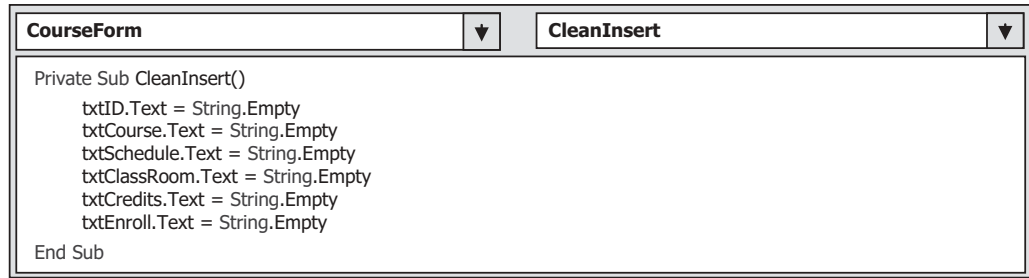 CourseForm
CleanInsert
Private Sub CleanInsert()
txtID.Text = String.Empty
txtCourse.Text = String.Empty
txtSchedule.Text = String.Empty
txtClassRoom.Text = String.Empty
txtCredits.Text = String.Empty
txtEnroll.Text = String.Empty
End Sub